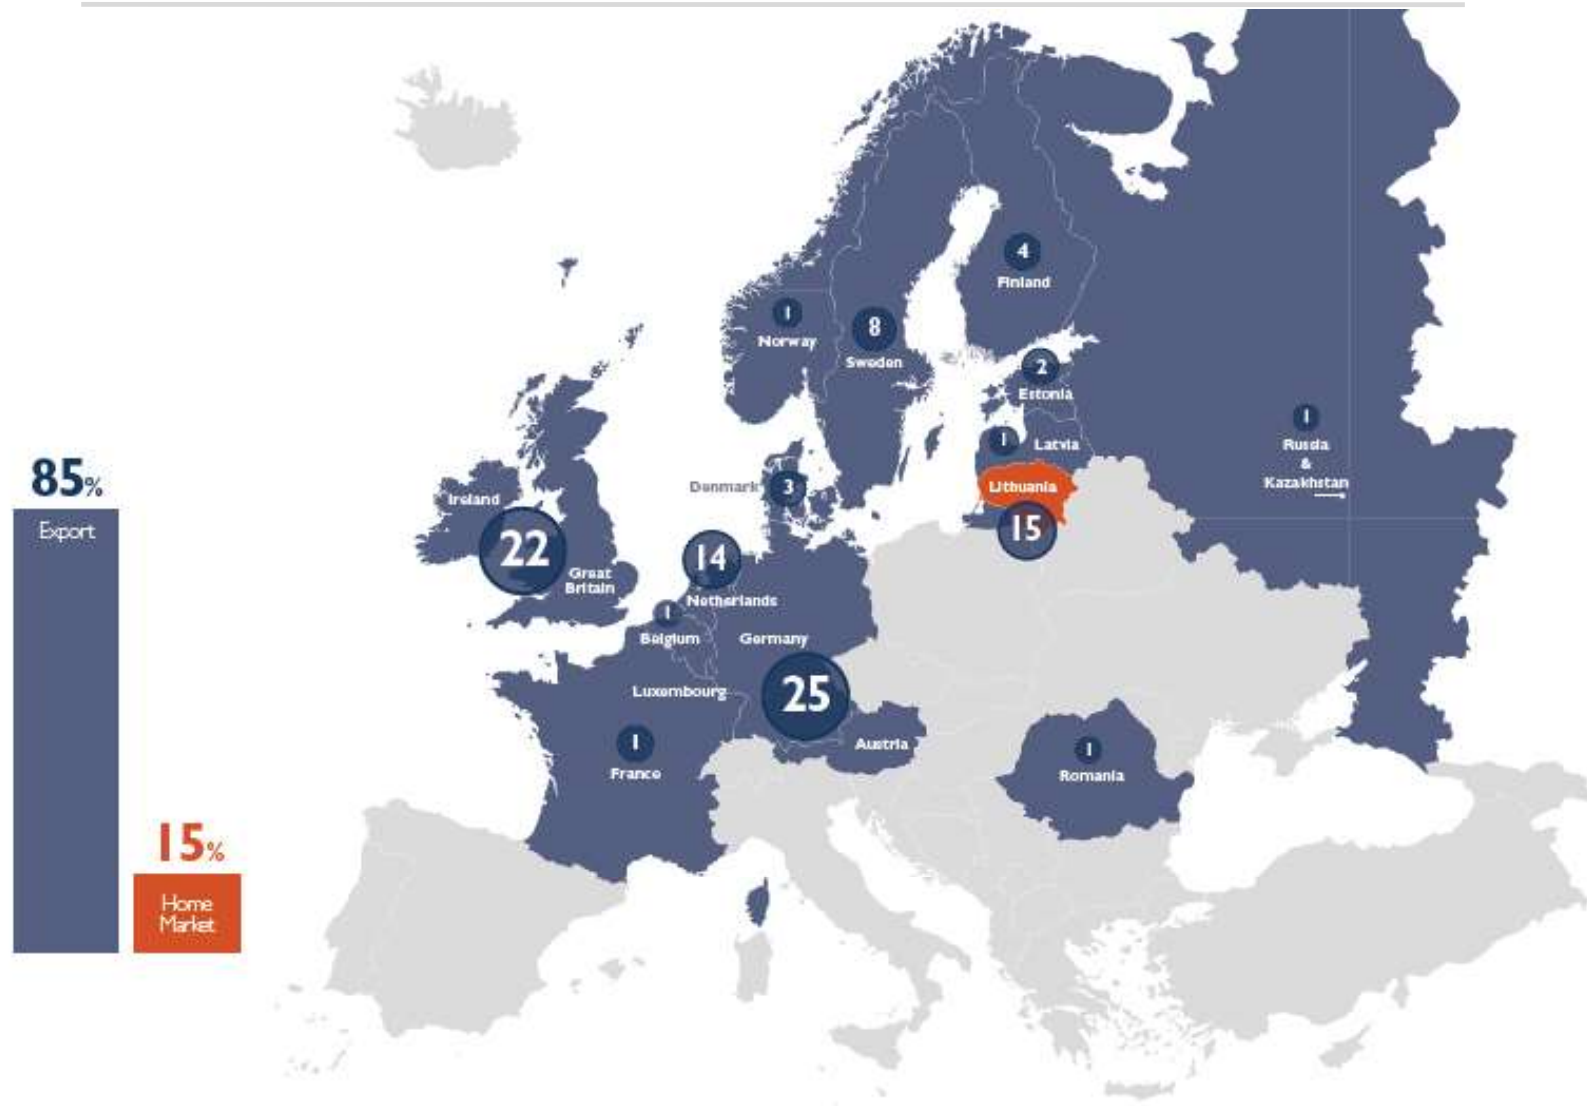 4
Finland
1
Norway
8
Sweden
2
Estonia
1
Latvia
1
Russia
&
Kazakhstan
85%
Export
Ireland
22
Great
Britain
Denmark
3
Lithuania
15
14
Netherlands
1
Belgium
Germany
25
Luxembourg
Austria
1
France
1
Romania
15%
Home
Market